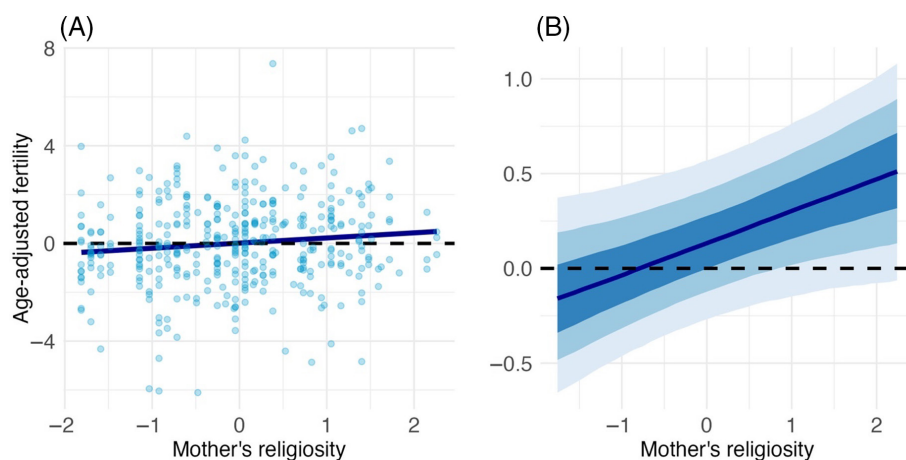 (A)
8
4
0
−4
Age-adjusted fertility
−2 −1 0 1 2
Mother's religiosity
(B)
1.0
0.5
0.0
−0.5
−1 0 1 2
Mother's religiosity